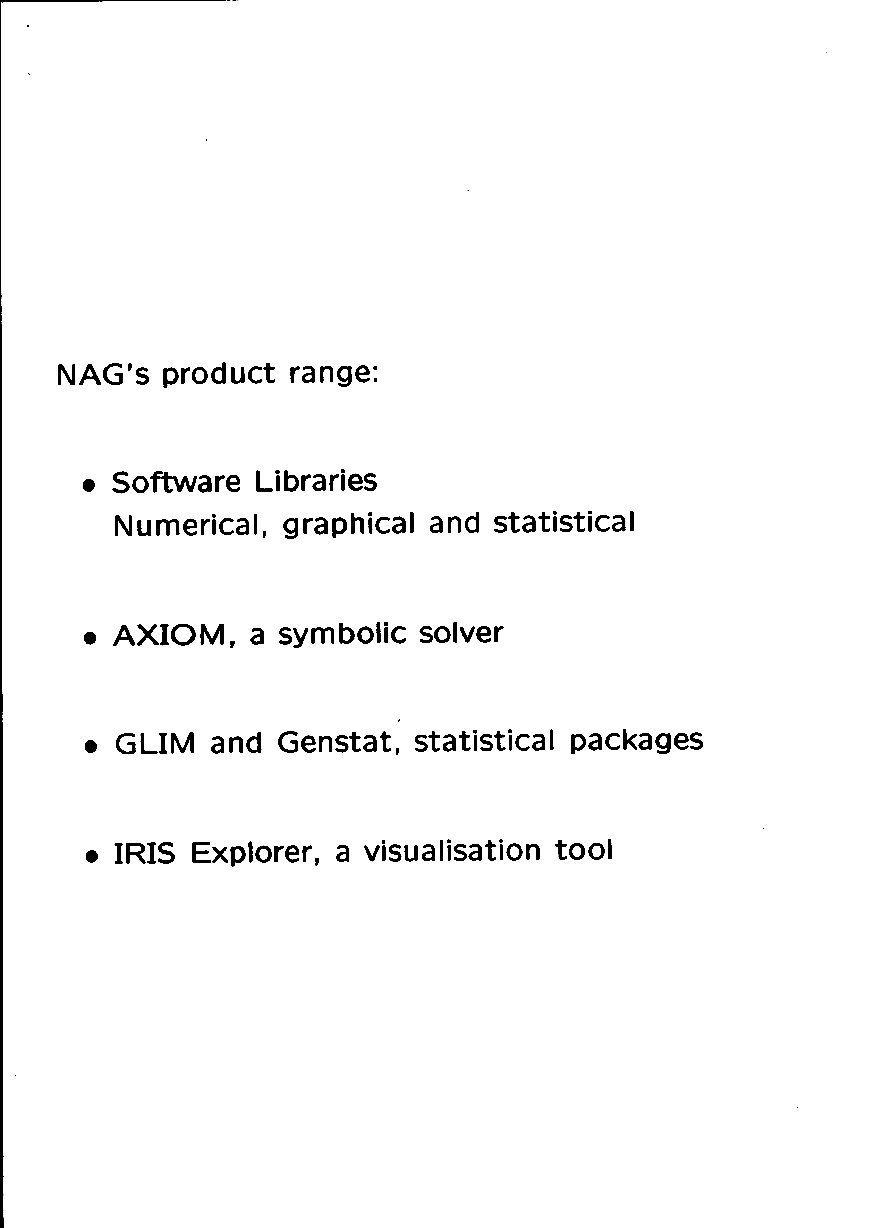 NAG's product range:
• Software Libraries
Numerical, graphical and statistical
• AXIOM, a symbolic solver
• GLIM and Genstat, statistical packages
• IRIS Explorer, a visualisation tool